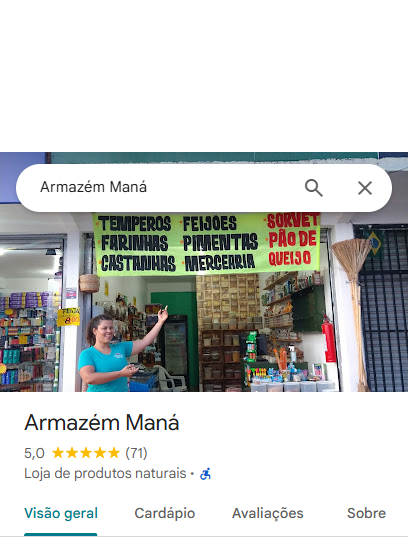 Armazém Maná
TEMPEROS FEIJOES SORVET
FARINHAS PIMENTAS PÃO DE
CASTANHAS MERCEARIA QUEIJO
Armazém Maná
5,0 (71)
Loja de produtos naturais ·
Visão geral Cardápio Avaliações Sobre